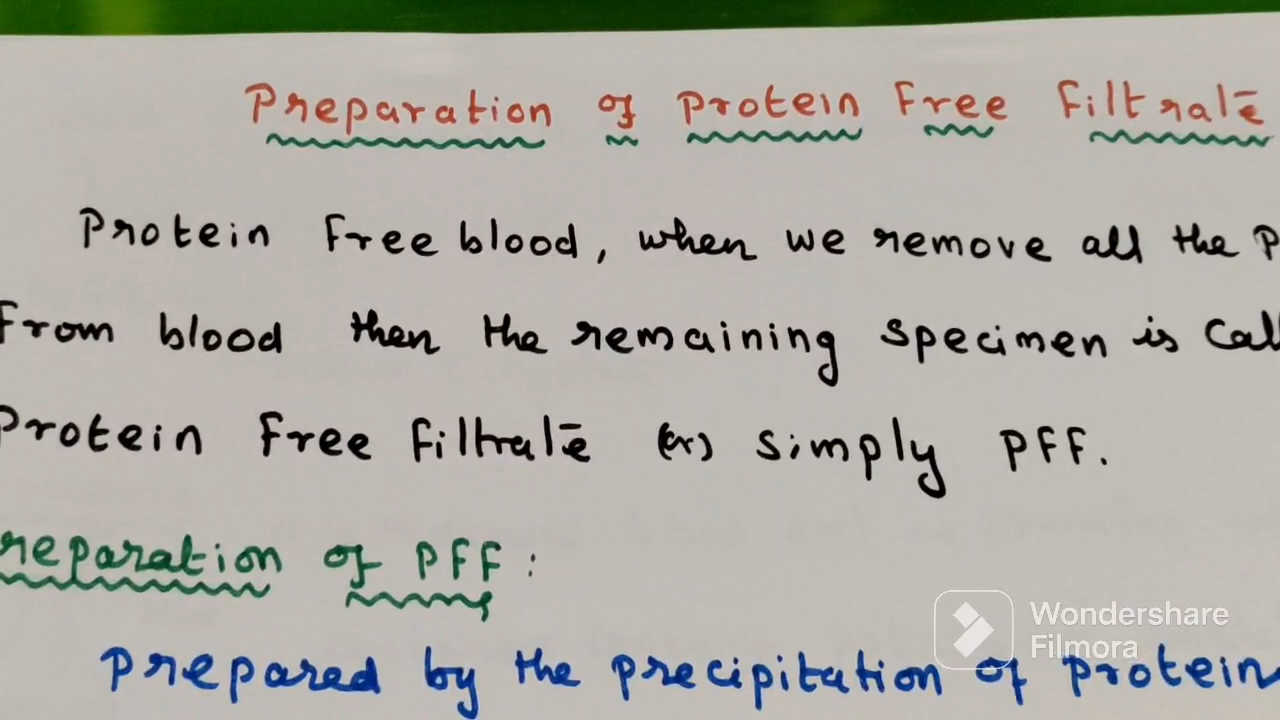 Preparation of Protein Free Filtrate
Protein Free blood, when we remove all the P
From blood then the remaining specimen is Call
Protein Free Filtrate (or) simply PFF.
reparation of PFF:
Prepared by the precipitation of Protein
Wondershare
Filmora